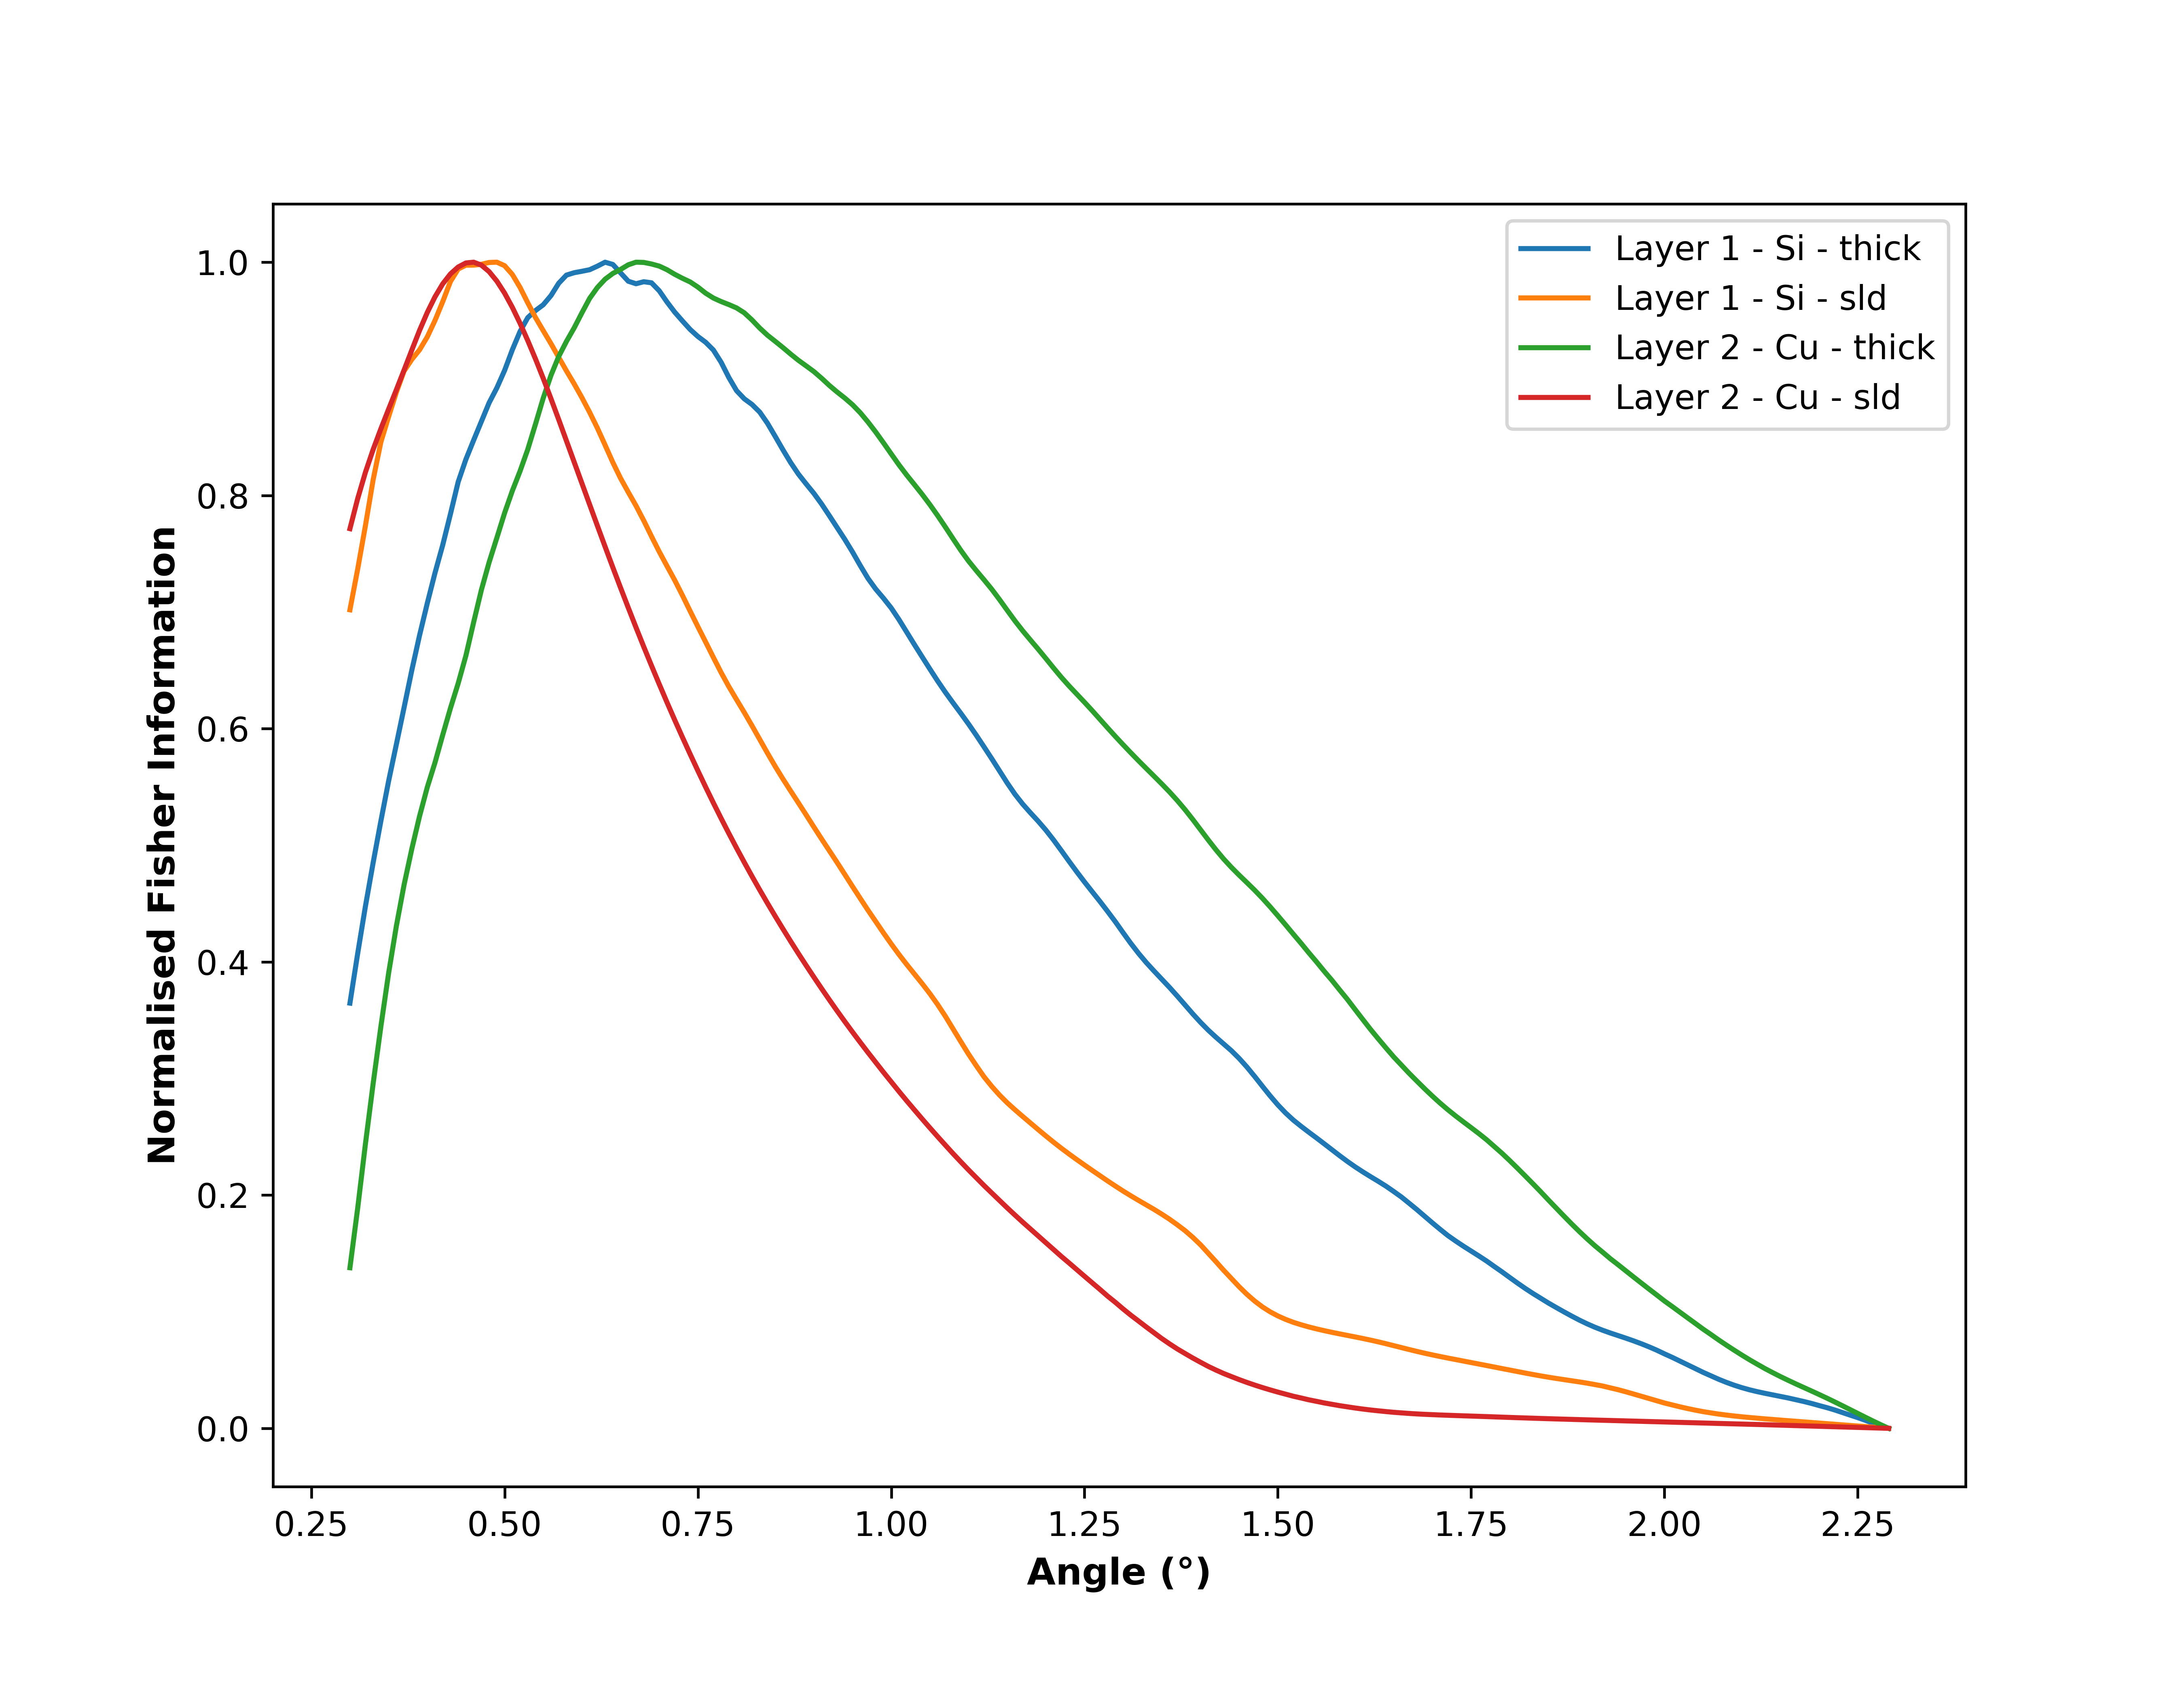 Layer 1 - Si - thick
Layer 1 - Si - sld
Layer 2 - Cu - thick
Layer 2 - Cu - sld
1.0
0.8
0.6
0.4
0.2
0.0
Normalised Fisher Information
0.25 0.50 0.75 1.00 1.25 1.50 1.75 2.00 2.25
Angle (°)